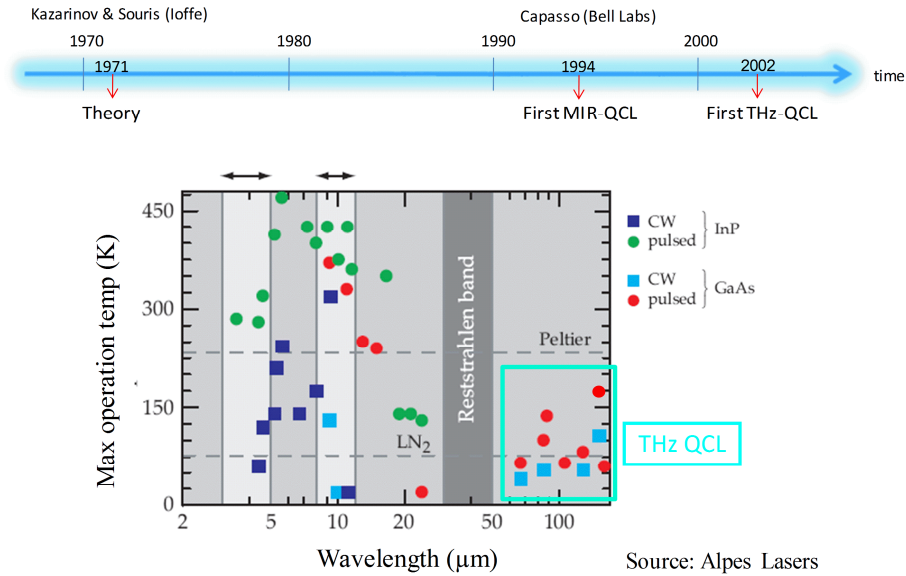 Kazarinov & Souris (Ioffe)
Capasso (Bell Labs)
1970
1980
1990
2000
1971
1994
2002
time
Theory
First MIR-QCL
First THz-QCL
Max operation temp (K)
450
300
150
0
Reststrahlen band
Peltier
LN2
CW
pulsed
InP
CW
pulsed
GaAs
THz QCL
2
5
10
20
50
100
Wavelength (µm)
Source: Alpes Lasers